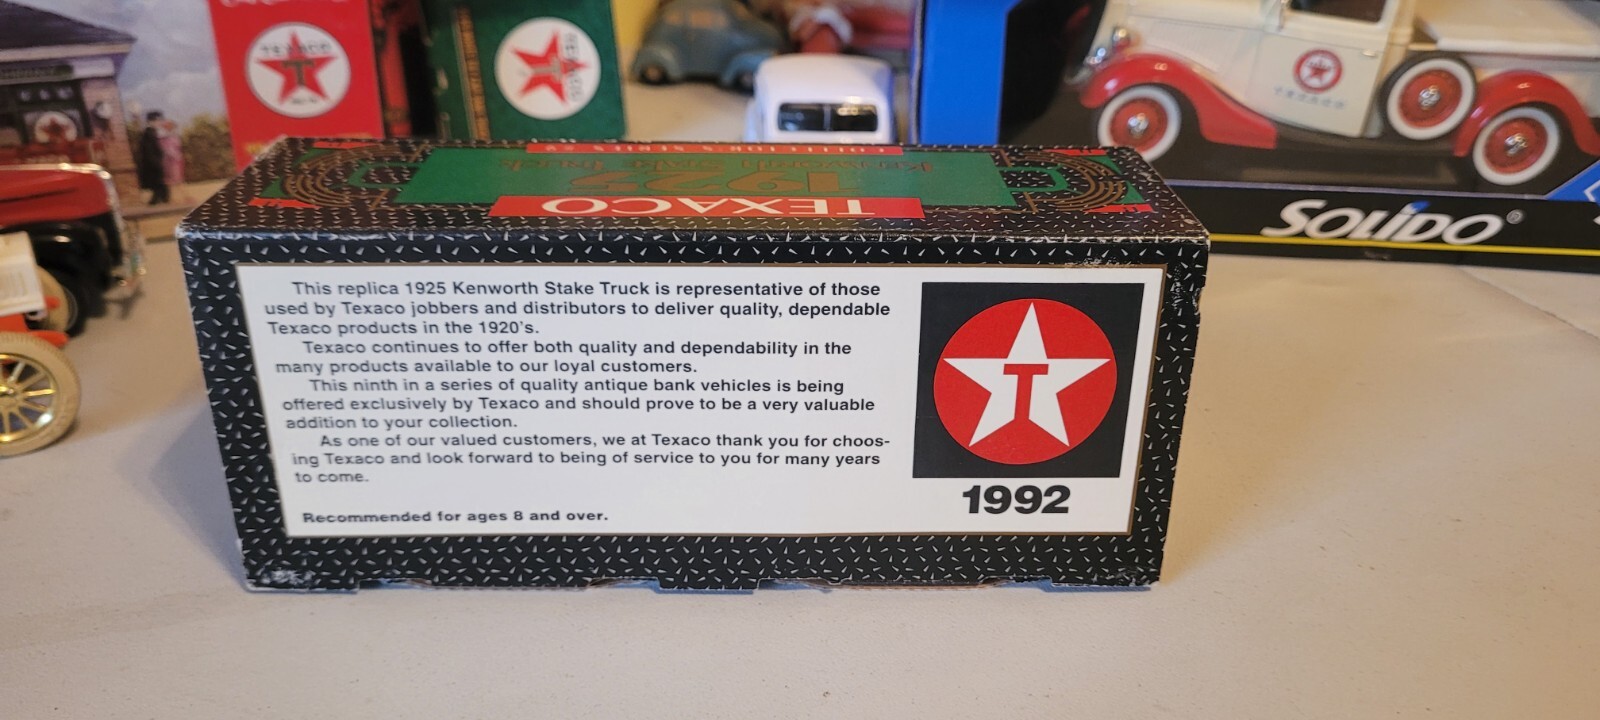 TEXACO
T
TEXACO
T
TEXACO
SOLIDO®
Kenworth Stake Truck
TEXACO
This replica 1925 Kenworth Stake Truck is representative of those
used by Texaco jobbers and distributors to deliver quality, dependable
Texaco products in the 1920's.
Texaco continues to offer both quality and dependability in the
many products available to our loyal customers.
This ninth in a series of quality antique bank vehicles is being
offered exclusively by Texaco and should prove to be a very valuable
addition to your collection.
As one of our valued customers, we at Texaco thank you for choos-
ing Texaco and look forward to being of service to you for many years
to come.
Recommended for ages 8 and over.
T
1992